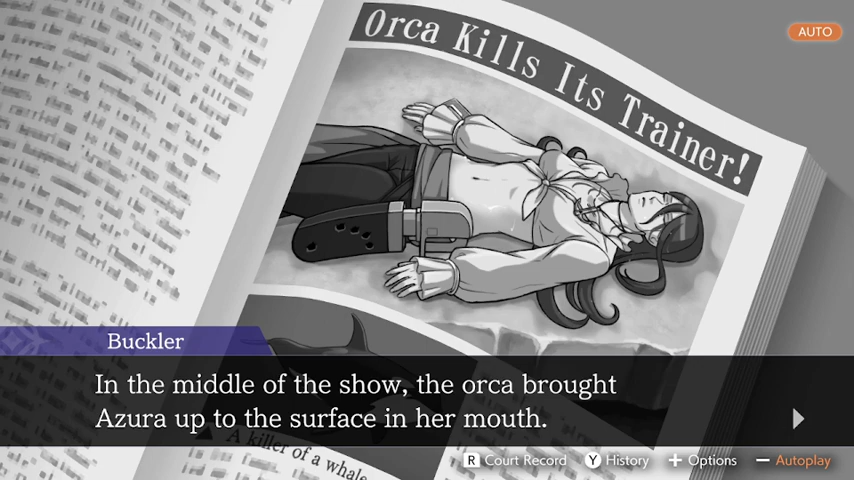 AUTO
Orca Kills Its Trainer!
Buckler
In the middle of the show, the orca brought
Azura up to the surface in her mouth.
A killer of a whale
R Court Record Y History + Options − Autoplay